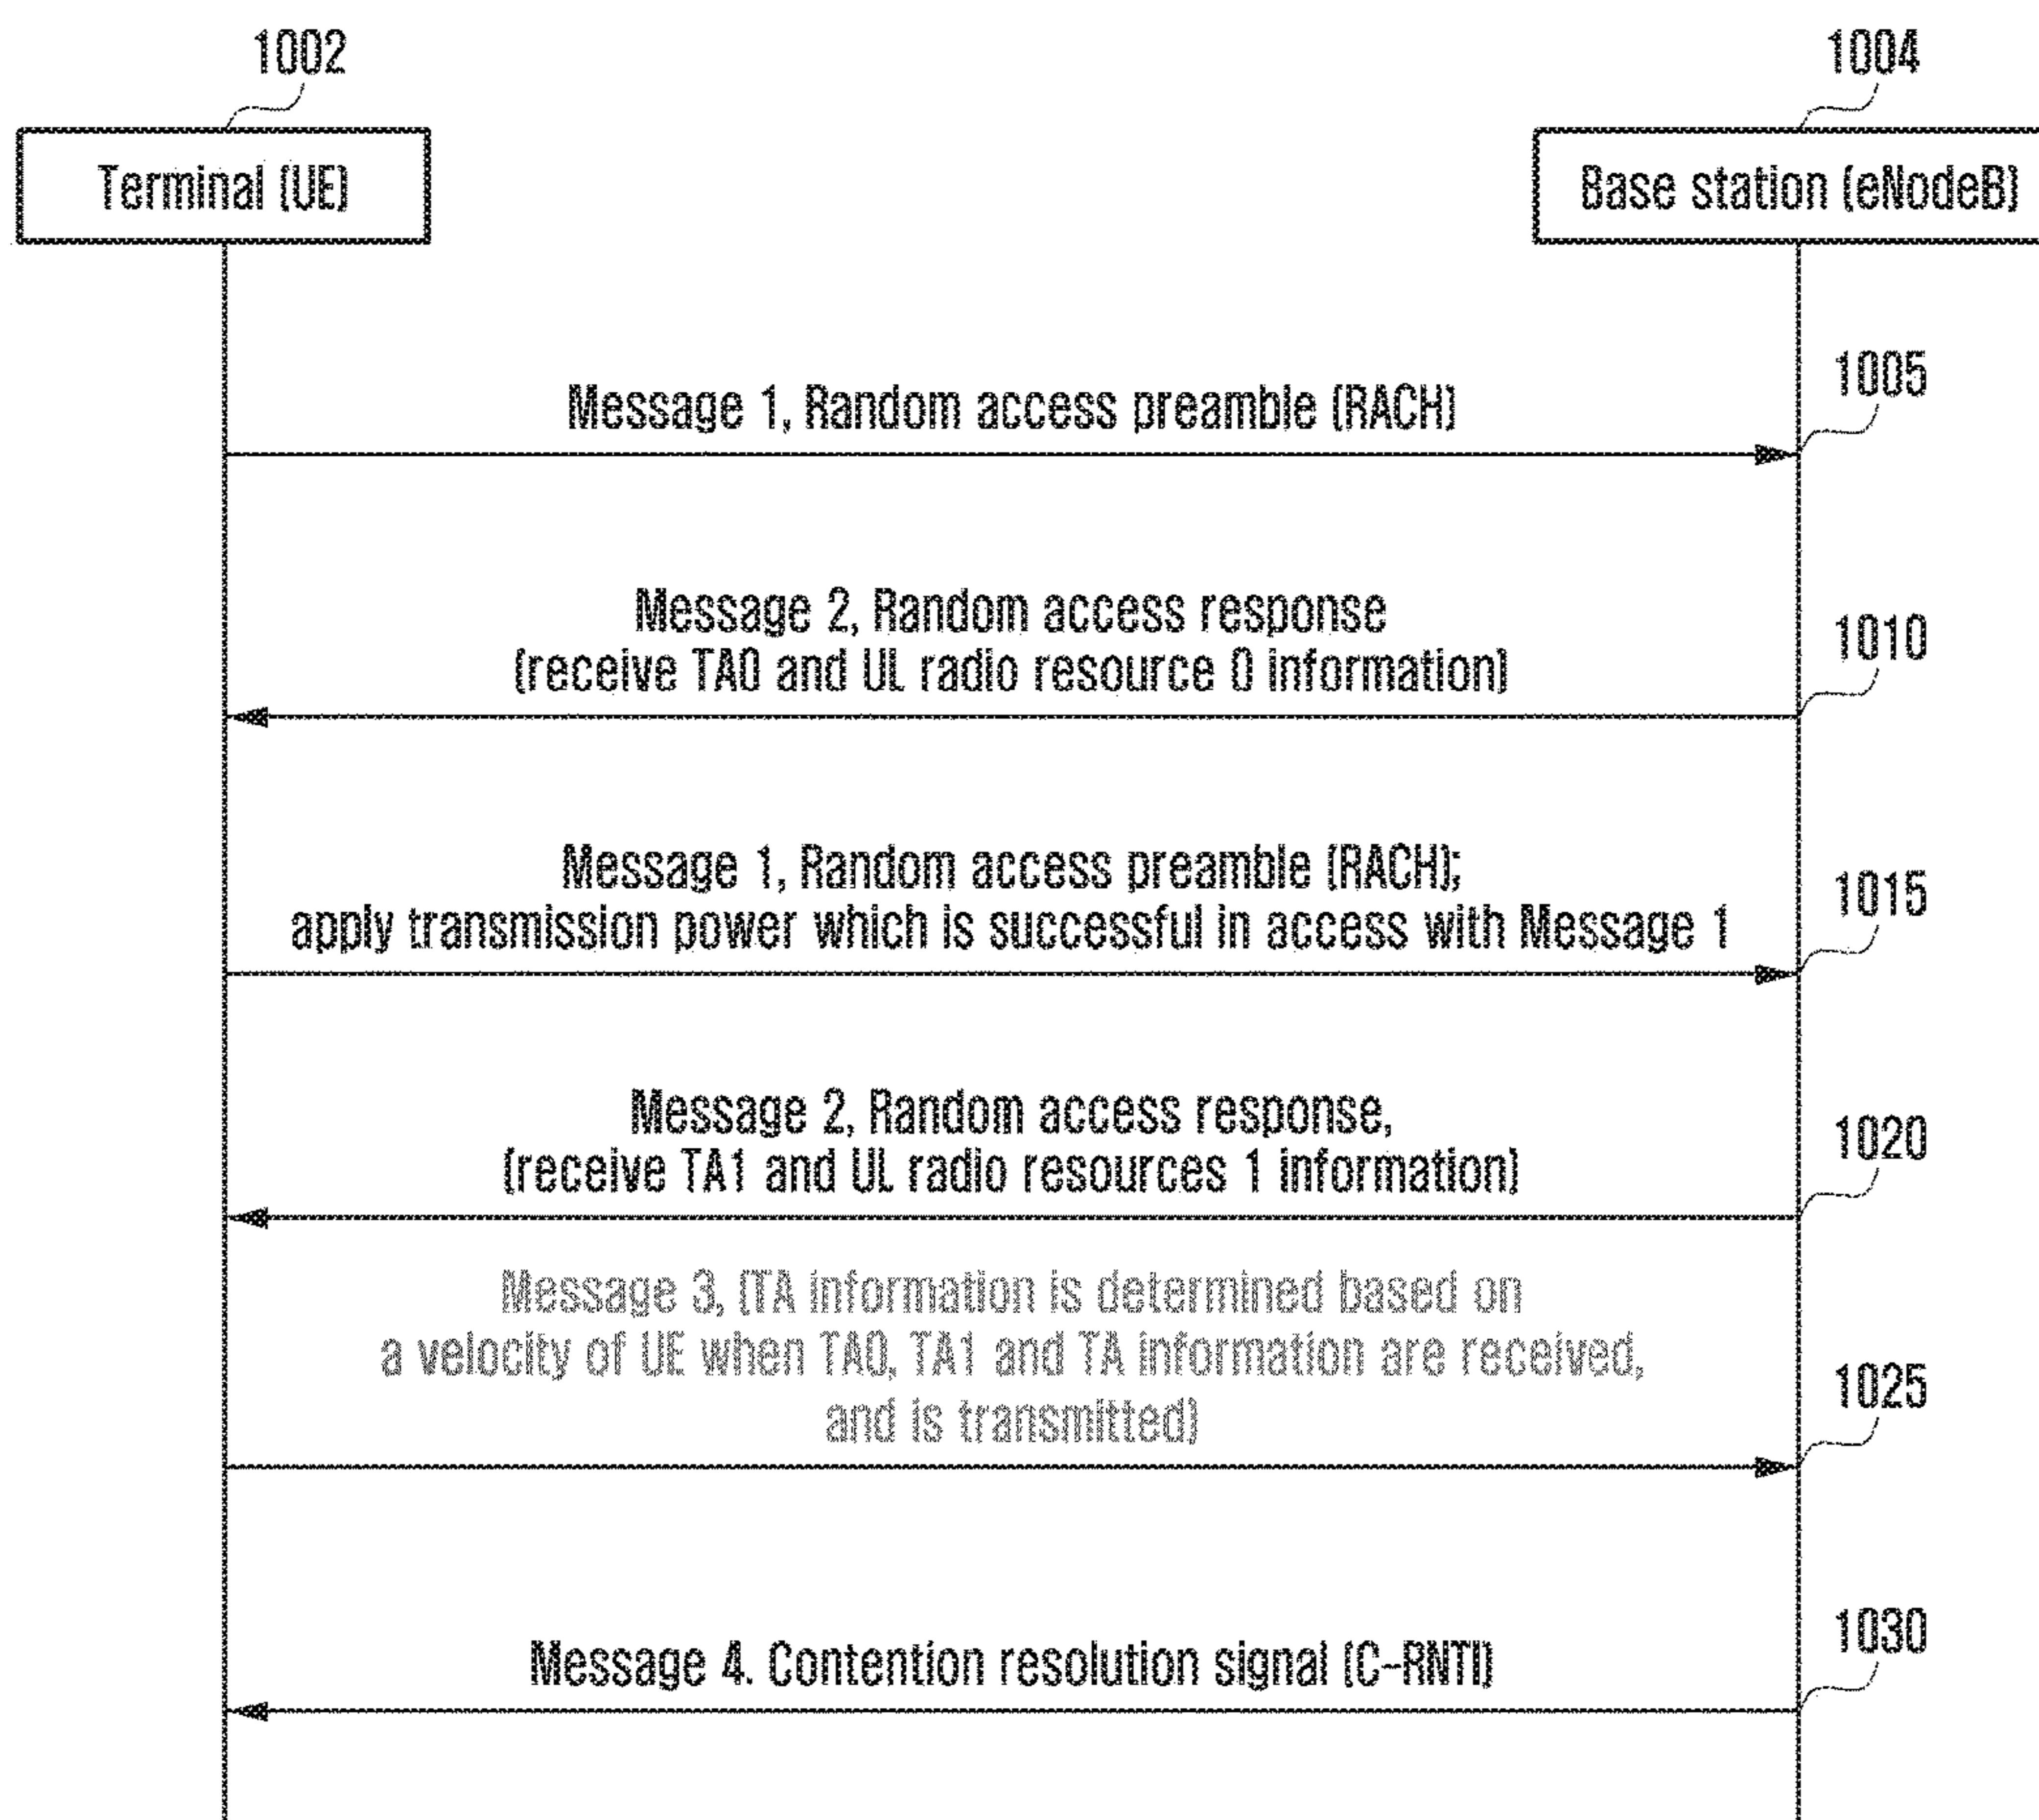 1002
1004
Terminal (UE)
Base station (eNodeB)
1005
Message 1, Random access preamble (RACH)
Message 2, Random access response
1010
(receive TA0 and UL radio resource 0 information)
Message 1, Random access preamble (RACH);
1015
apply transmission power which is successful in access with Message 1
Message 2, Random access response,
1020
(receive TA1 and UL radio resources 1 information)
Message 3, (TA information is determined based on
a velocity of UE when TA0, TA1 and TA information are received,
1025
and is transmitted)
1030
Message 4. Contention resolution signal (C-RNTI)